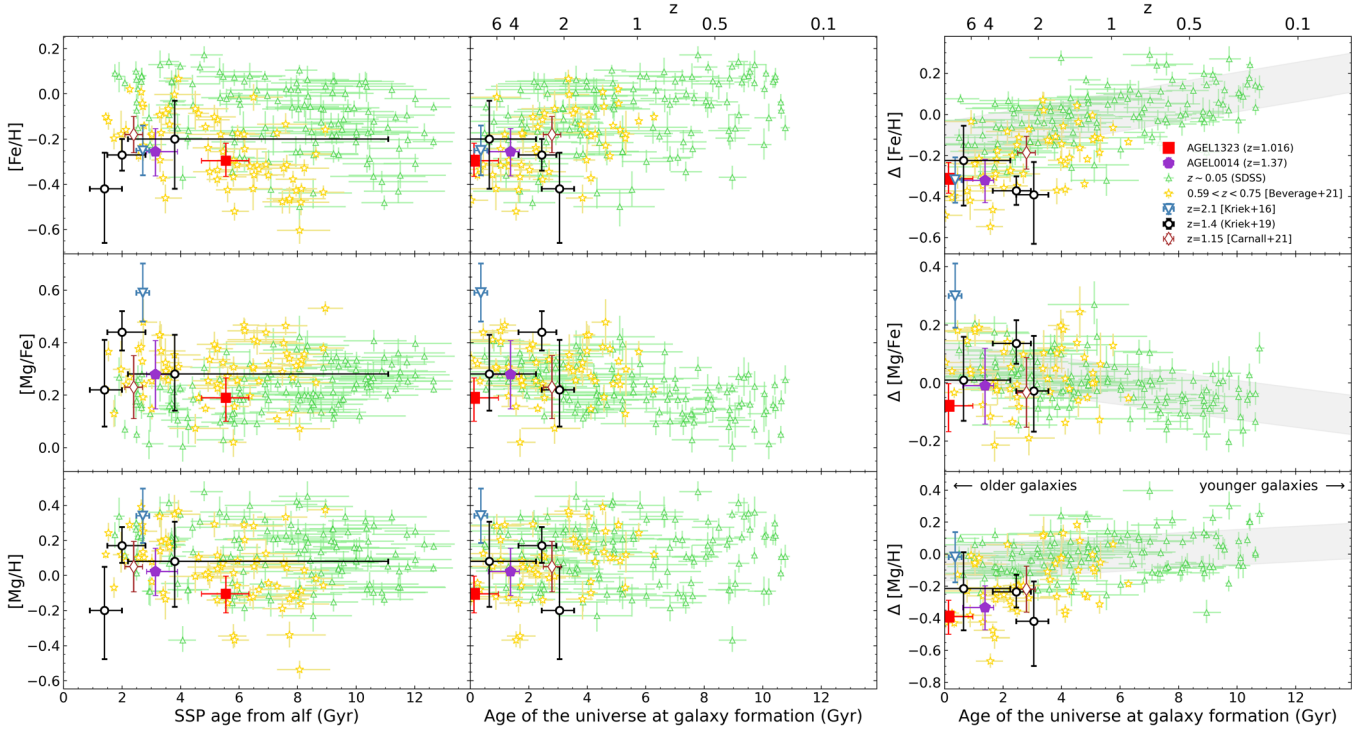 z
z
6 4 2 1 0.5 0.1
6 4 2 1 0.5 0.1
0.2
0.0
−0.2
−0.4
−0.6
[Fe/H]
0.2
0.0
−0.2
−0.4
−0.6
Δ [Fe/H]
AGEL1323 (z=1.016)
AGEL0014 (z=1.37)
z ~ 0.05 (SDSS)
0.59 < z < 0.75 [Beverage+21]
z=2.1 [Kriek+16]
z=1.4 (Kriek+19)
z=1.15 [Carnall+21]
0.6
0.4
0.2
0.0
[Mg/Fe]
0.4
0.2
0.0
−0.2
Δ [Mg/Fe]
0.4
0.2
0.0
−0.2
−0.4
−0.6
[Mg/H]
← older galaxies younger galaxies →
0.4
0.2
0.0
−0.2
−0.4
−0.6
−0.8
Δ [Mg/H]
0 2 4 6 8 10 12
0 2 4 6 8 10 12
0 2 4 6 8 10 12
SSP age from alf (Gyr)
Age of the universe at galaxy formation (Gyr)
Age of the universe at galaxy formation (Gyr)